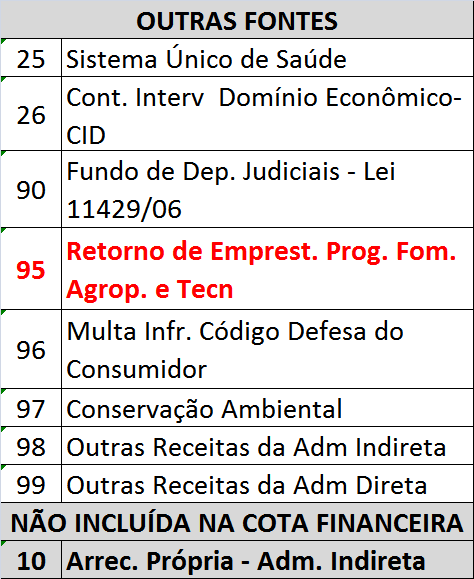 OUTRAS FONTES
25 Sistema Único de Saúde
26 Cont. Interv  Domínio Econômico-
CID
90 Fundo de Dep. Judiciais - Lei
11429/06
95 Retorno de Emprest. Prog. Fom.
Agrop. e Tecn
96 Multa Infr. Código Defesa do
Consumidor
97 Conservação Ambiental
98 Outras Receitas da Adm Indireta
99 Outras Receitas da Adm Direta
NÃO INCLUÍDA NA COTA FINANCEIRA
10 Arrec. Própria - Adm. Indireta